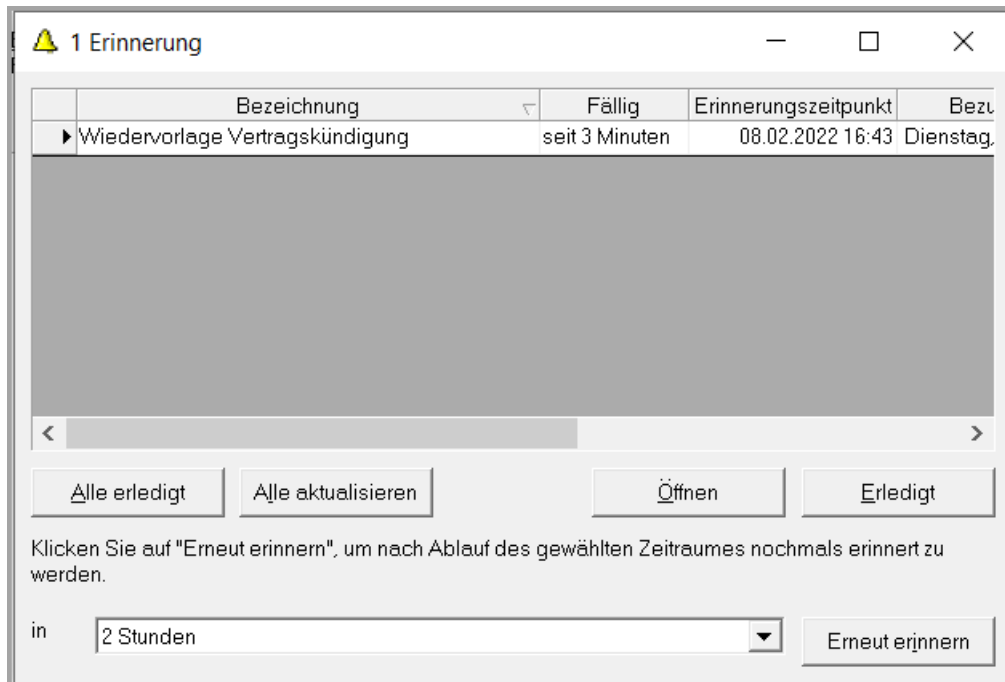 1 Erinnerung
Bezeichnung Fällig Erinnerungszeitpunkt Bezu
Wiedervorlage Vertragskündigung seit 3 Minuten 08.02.2022 16:43 Dienstag,
Alle erledigt Alle aktualisieren Öffnen Erledigt
Klicken Sie auf "Erneut erinnern", um nach Ablauf des gewählten Zeitraumes nochmals erinnert zu
werden.
in 2 Stunden Erneut erinnern